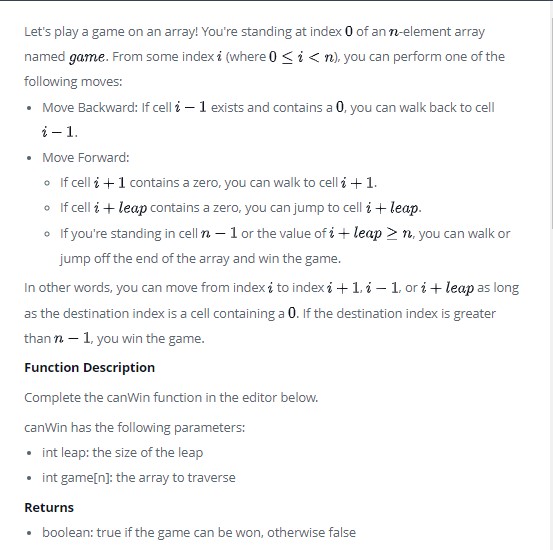 Let's play a game on an array! You're standing at index 0 of an n-element array
named game. From some index i (where 0 ≤ i < n), you can perform one of the
following moves:
• Move Backward: If cell i − 1 exists and contains a 0, you can walk back to cell
i − 1.
• Move Forward:
◦ If cell i + 1 contains a zero, you can walk to cell i + 1.
◦ If cell i + leap contains a zero, you can jump to cell i + leap.
◦ If you're standing in cell n − 1 or the value of i + leap ≥ n, you can walk or
jump off the end of the array and win the game.
In other words, you can move from index i to index i + 1, i − 1, or i + leap as long
as the destination index is a cell containing a 0. If the destination index is greater
than n − 1, you win the game.
Function Description
Complete the canWin function in the editor below.
canWin has the following parameters:
• int leap: the size of the leap
• int game[n]: the array to traverse
Returns
• boolean: true if the game can be won, otherwise false